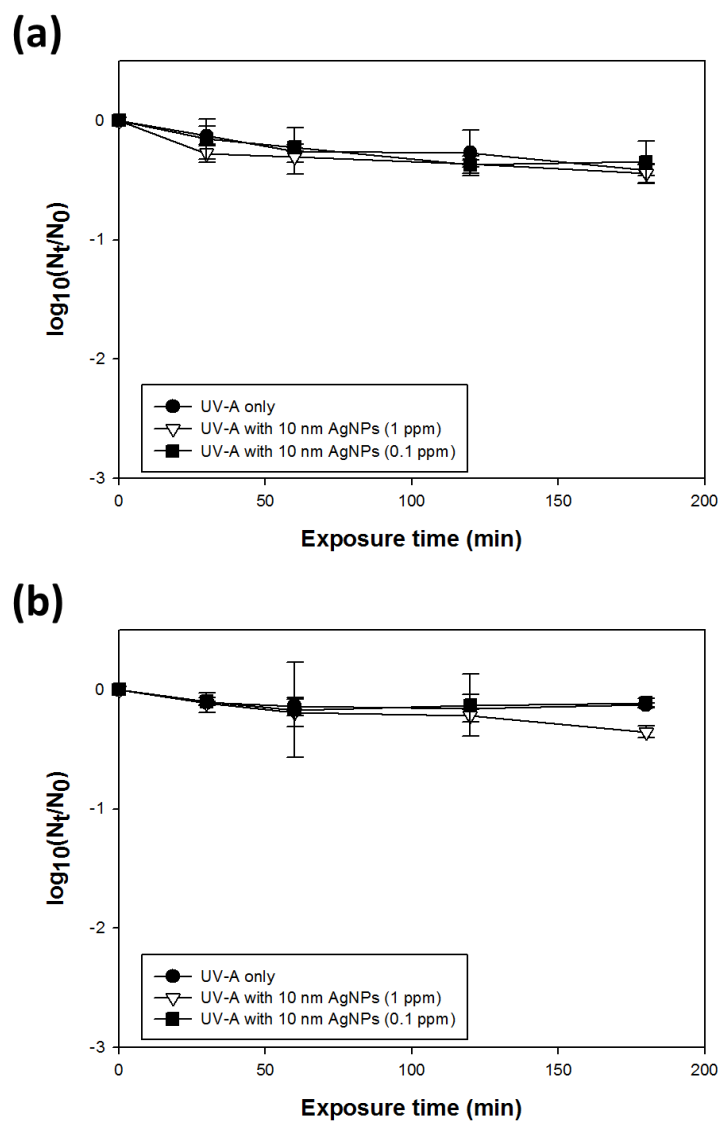 (a)
0
-1
-2
-3
log10(Nt/N0)
UV-A only
UV-A with 10 nm AgNPs (1 ppm)
UV-A with 10 nm AgNPs (0.1 ppm)
0 50 100 150 200
Exposure time (min)
(b)
0
-1
-2
-3
log10(Nt/N0)
UV-A only
UV-A with 10 nm AgNPs (1 ppm)
UV-A with 10 nm AgNPs (0.1 ppm)
0 50 100 150 200
Exposure time (min)